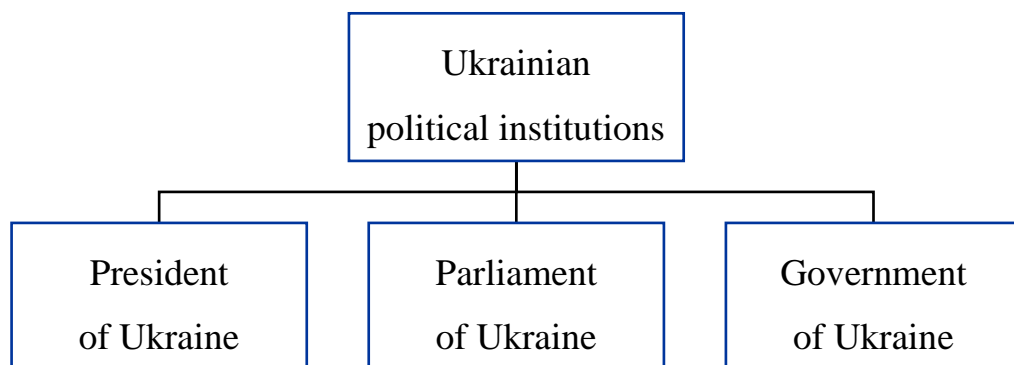 Ukrainian
political institutions
President
of Ukraine
Parliament
of Ukraine
Government
of Ukraine